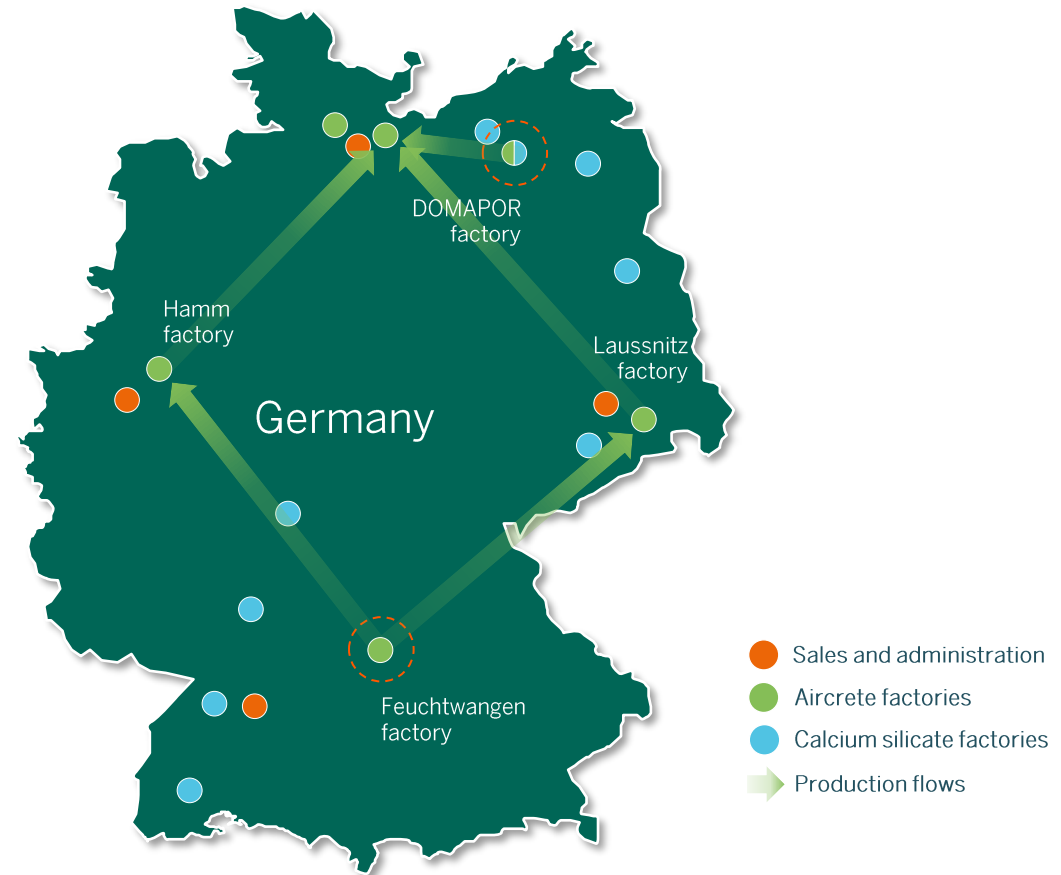 DOMAPOR
factory
Hamm
factory
Laussnitz
factory
Germany
Feuchtwangen
factory
Sales and administration
Aircrete factories
Calcium silicate factories
Production flows